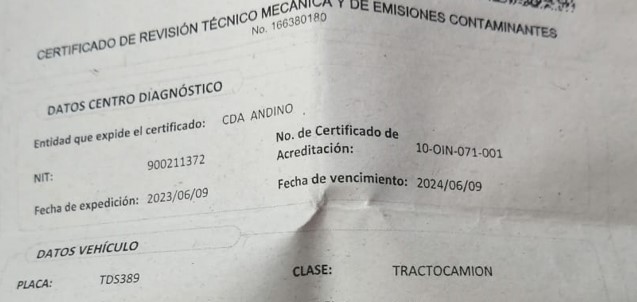 CERTIFICADO DE REVISIÓN TÉCNICO MECÁNICA Y DE EMISIONES CONTAMINANTES
No. 166380180
DATOS CENTRO DIAGNÓSTICO
Entidad que expide el certificado: CDA ANDINO
NIT: 900211372
No. de Certificado de Acreditación: 10-OIN-071-001
Fecha de expedición: 2023/06/09
Fecha de vencimiento: 2024/06/09
DATOS VEHÍCULO
PLACA: TDS389
CLASE: TRACTOCAMION